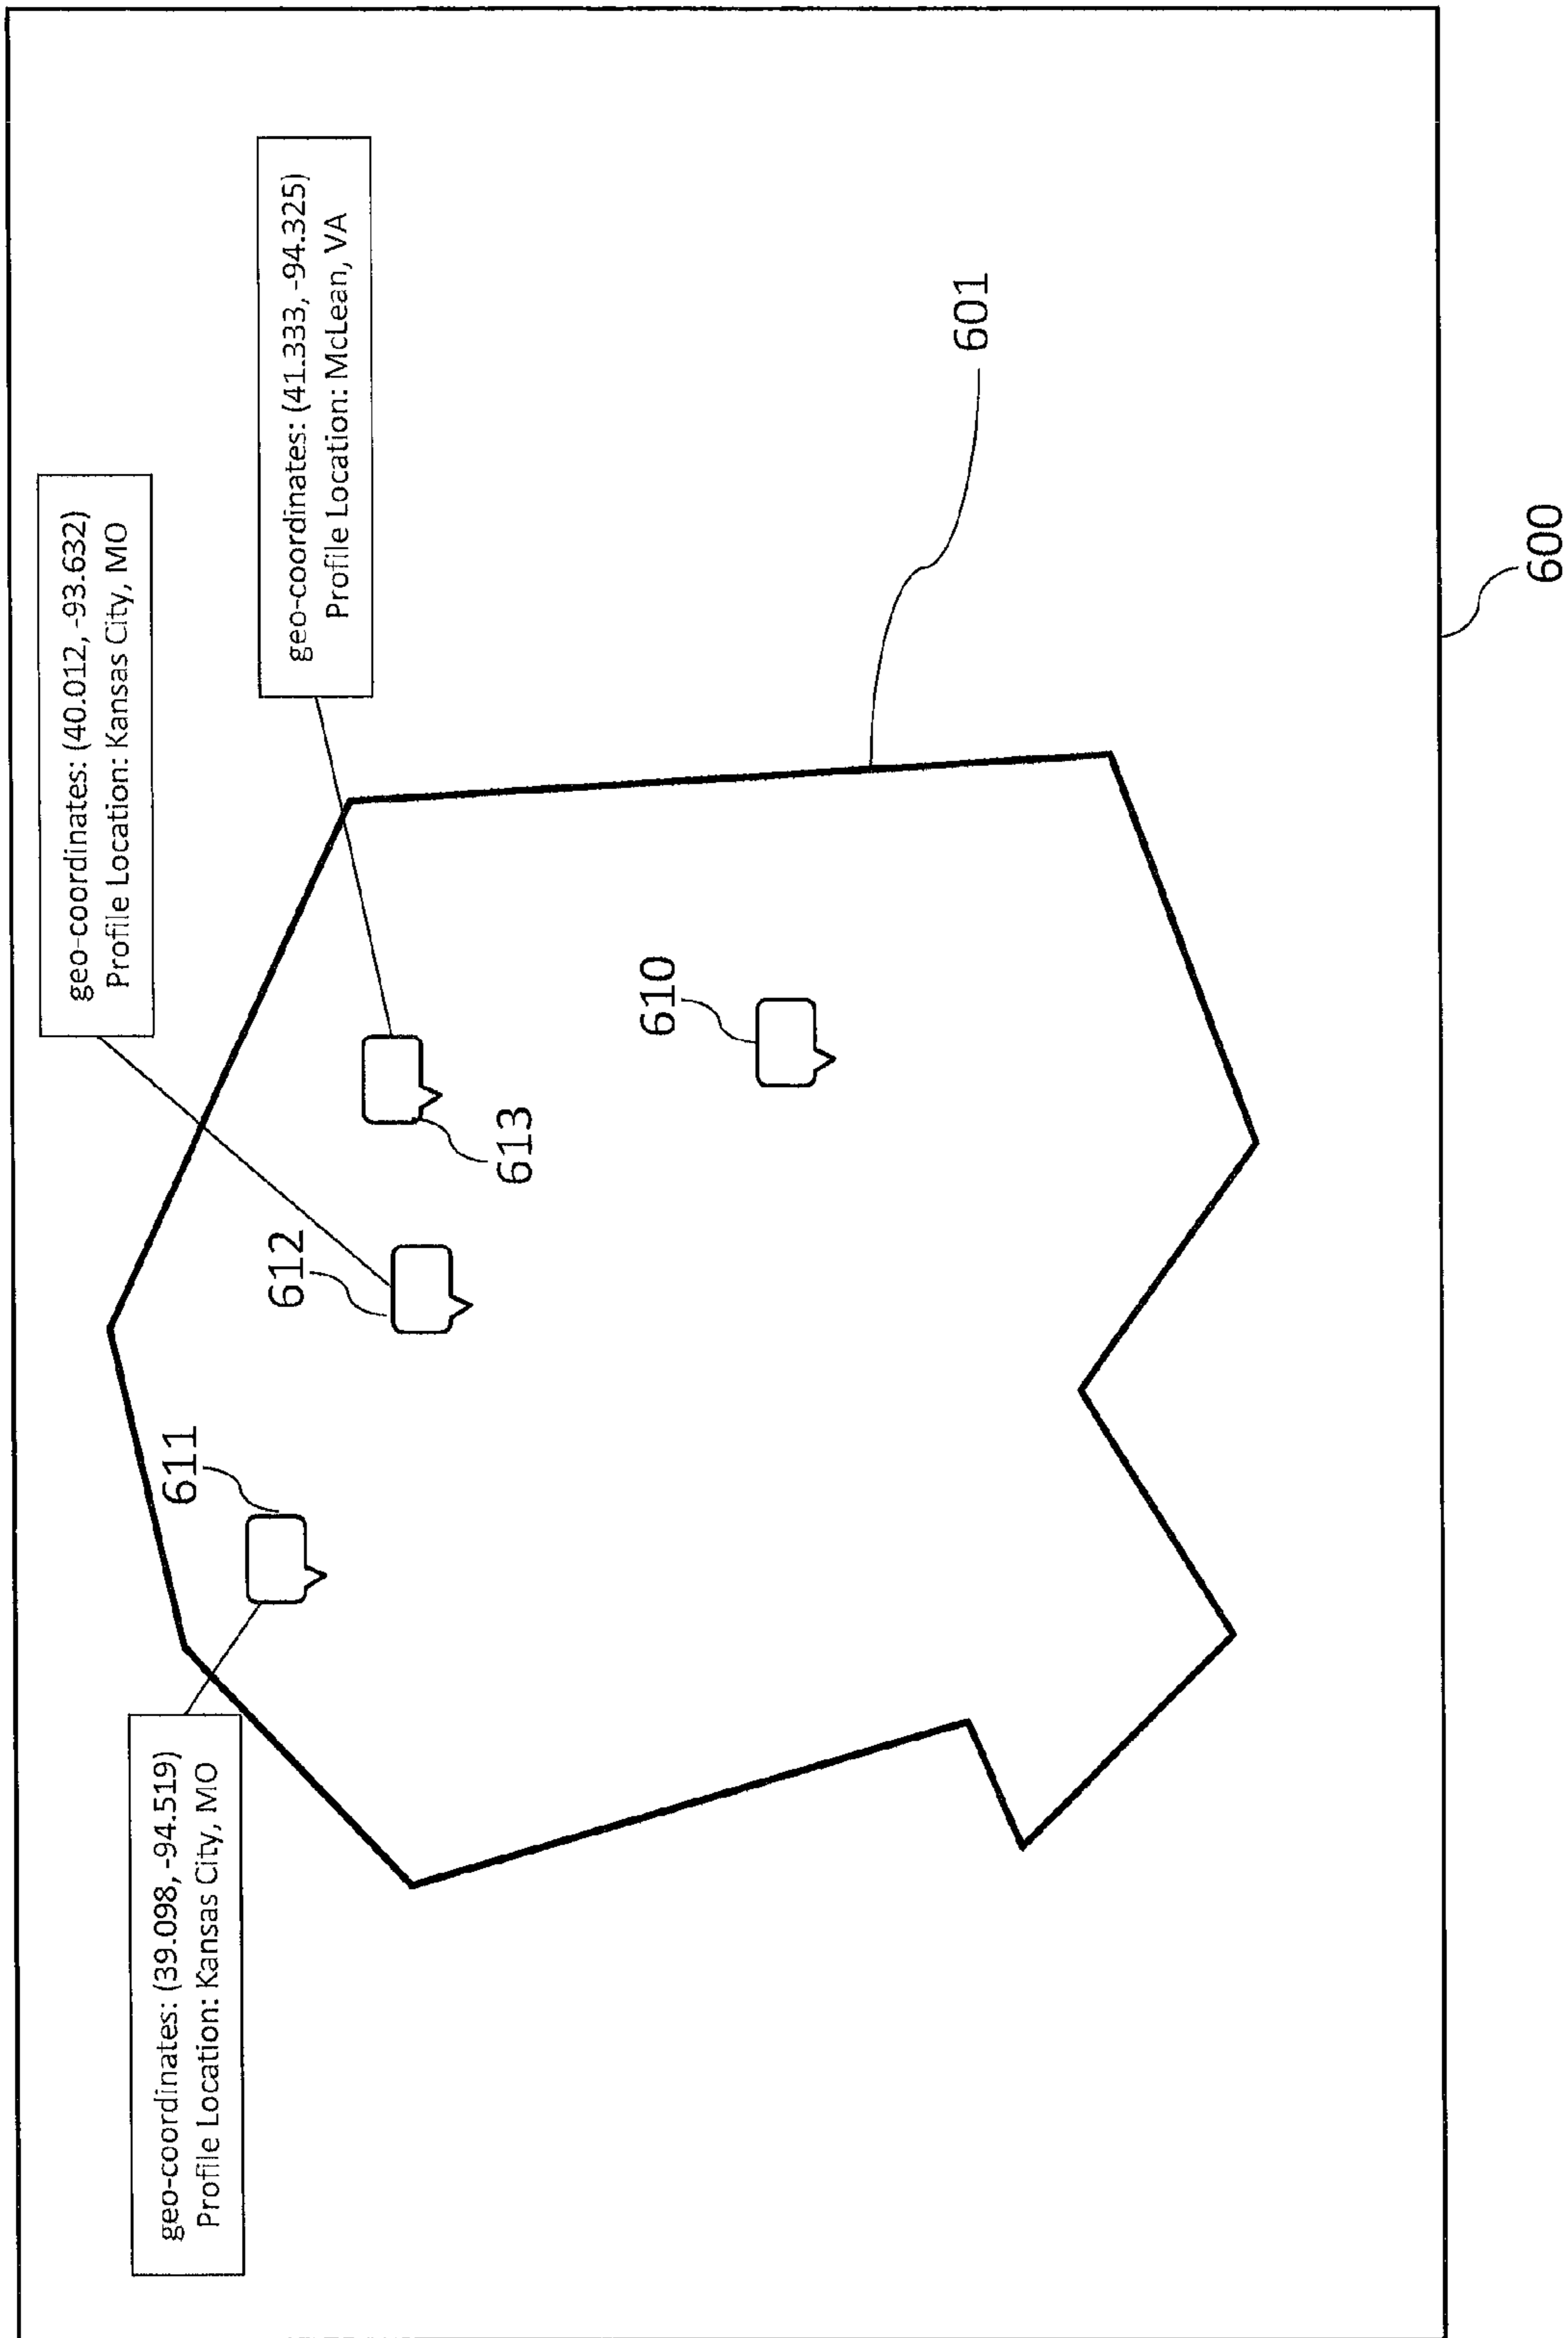 geo-coordinates: (39.098, -94.519)
Profile Location: Kansas City, MO
geo-coordinates: (40.012, -93.632)
Profile Location: Kansas City, MO
geo-coordinates: (41.333, -94.325)
Profile Location: McLean, VA
611
612
613
610
601
600